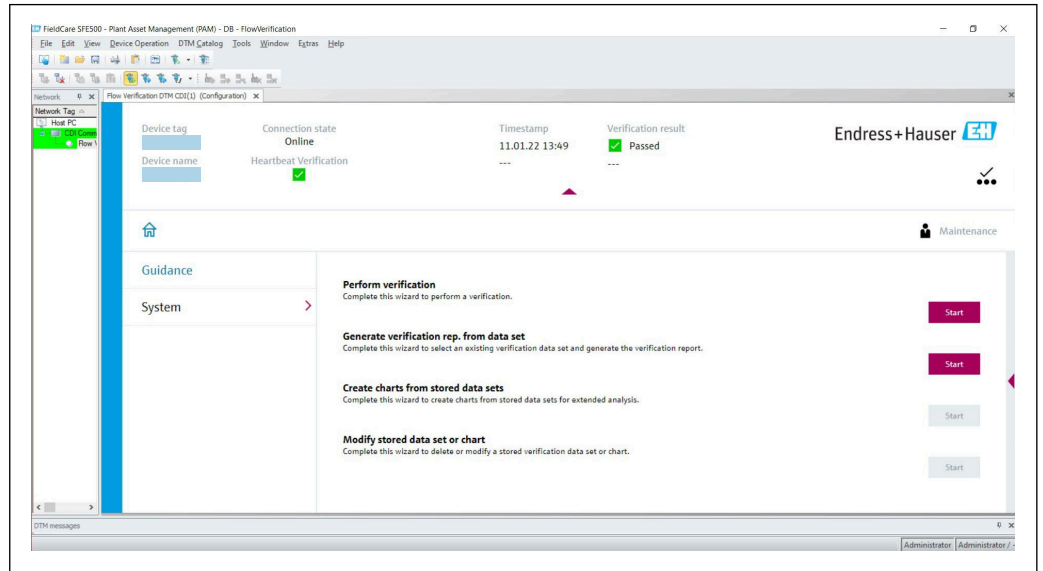 FieldCare SFE500 - Plant Asset Management (PAM) - DB - FlowVerification
File Edit View Device Operation DTM Catalog Tools Window Extras Help
Network
Flow Verification DTM CDI(1) (Configuration)
Network Tag
Host PC
CDI Comm
Flow V
Device tag
Connection state
Online
Timestamp
11.01.22 13:49
Verification result
Passed
Endress+Hauser EH
Device name
Heartbeat Verification
---
---
Maintenance
Guidance
System
Perform verification
Complete this wizard to perform a verification.
Start
Generate verification rep. from data set
Complete this wizard to select an existing verification data set and generate the verification report.
Start
Create charts from stored data sets
Complete this wizard to create charts from stored data sets for extended analysis.
Start
Modify stored data set or chart
Complete this wizard to delete or modify a stored verification data set or chart.
Start
DTM messages
Administrator Administrator / -